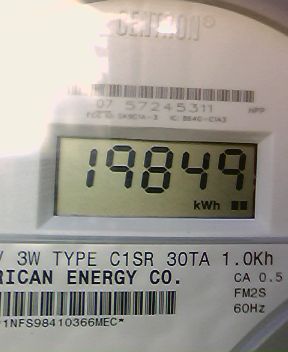 CENTRON®
07 57245311
19849
kWh
V 3W TYPE C1SR 30TA 1.0Kh
RICAN ENERGY CO. CA 0.5
FM2S
60Hz
1NFS98410366MEC*